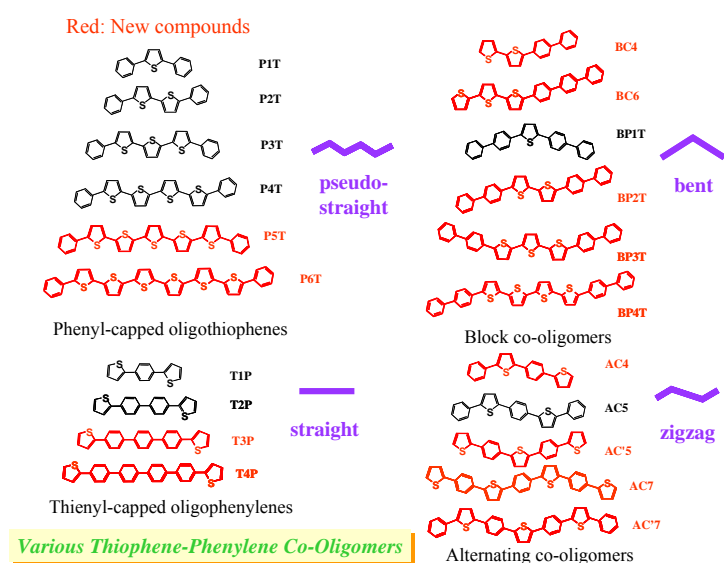 Red: New compounds
P1T
P2T
P3T
P4T
P5T
P6T
pseudo-
straight
Phenyl-capped oligothiophenes
BC4
BC6
BP1T
BP2T
BP3T
BP4T
bent
Block co-oligomers
T1P
T2P
T3P
T4P
straight
Thienyl-capped oligophenylenes
AC4
AC5
AC'5
AC7
AC'7
zigzag
Alternating co-oligomers
Various Thiophene-Phenylene Co-Oligomers